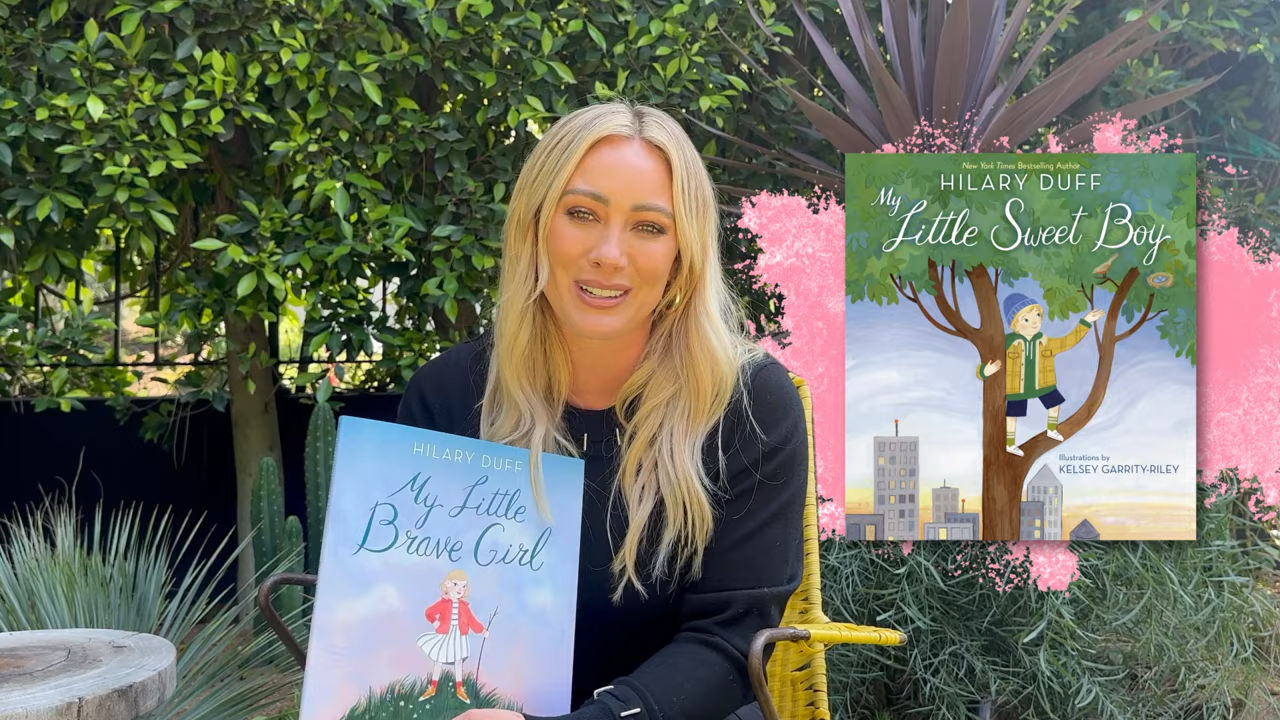 HILARY DUFF
My Little
Brave Girl
New York Times Bestselling Author
HILARY DUFF
My
Little Sweet Boy
Illustrations by
KELSEY GARRITY-RILEY